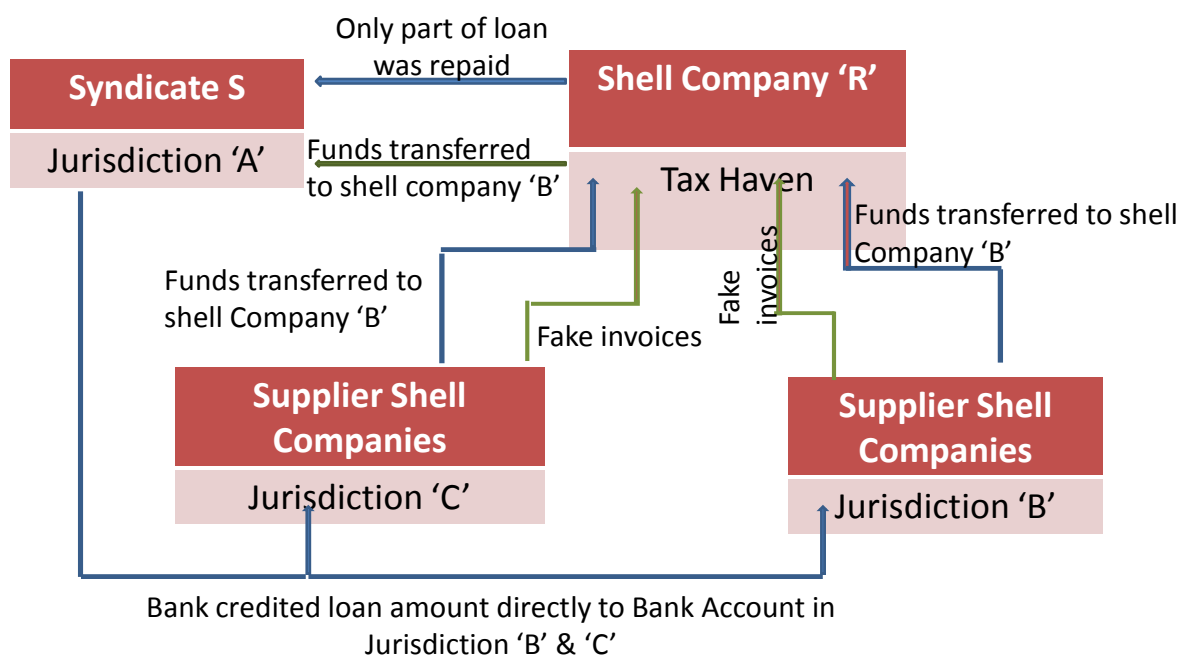 Only part of loan
was repaid
Syndicate S
Jurisdiction ‘A’
Shell Company ‘R’
Tax Haven
Funds transferred
to shell company ‘B’
Funds transferred to shell
Company ‘B’
Funds transferred to
shell Company ‘B’
Fake invoices
Fake
invoices
Supplier Shell
Companies
Jurisdiction ‘C’
Supplier Shell
Companies
Jurisdiction ‘B’
Bank credited loan amount directly to Bank Account in
Jurisdiction ‘B’ & ‘C’